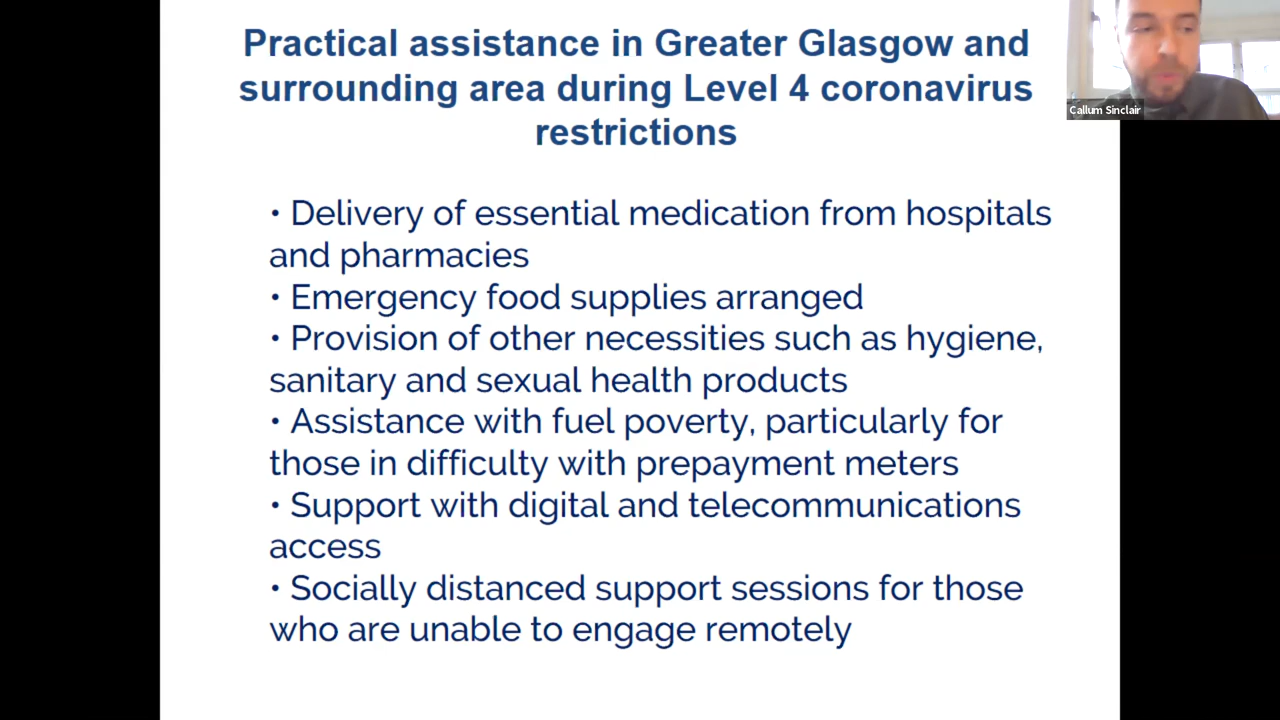 Practical assistance in Greater Glasgow and
surrounding area during Level 4 coronavirus
restrictions
Callum Sinclair
• Delivery of essential medication from hospitals
and pharmacies
• Emergency food supplies arranged
• Provision of other necessities such as hygiene,
sanitary and sexual health products
• Assistance with fuel poverty, particularly for
those in difficulty with prepayment meters
• Support with digital and telecommunications
access
• Socially distanced support sessions for those
who are unable to engage remotely